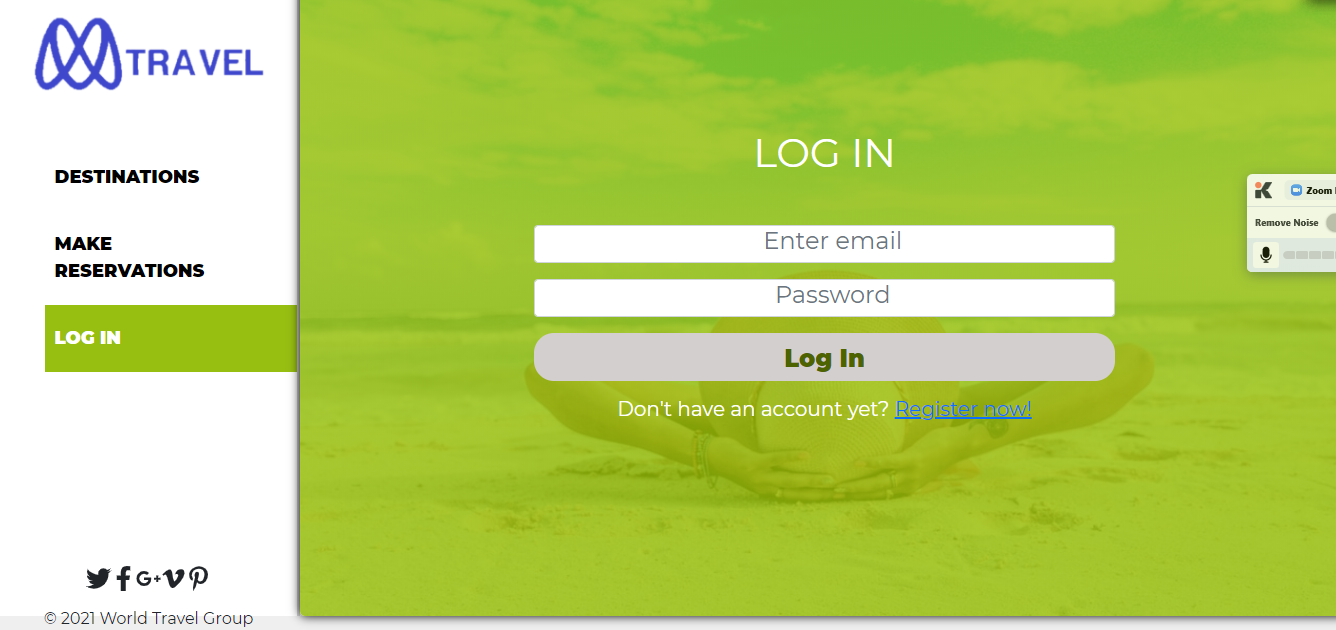 TRAVEL
DESTINATIONS
MAKE
RESERVATIONS
LOG IN
© 2021 World Travel Group
LOG IN
Enter email
Password
Log In
Don't have an account yet? Register now!
Zoom
Remove Noise